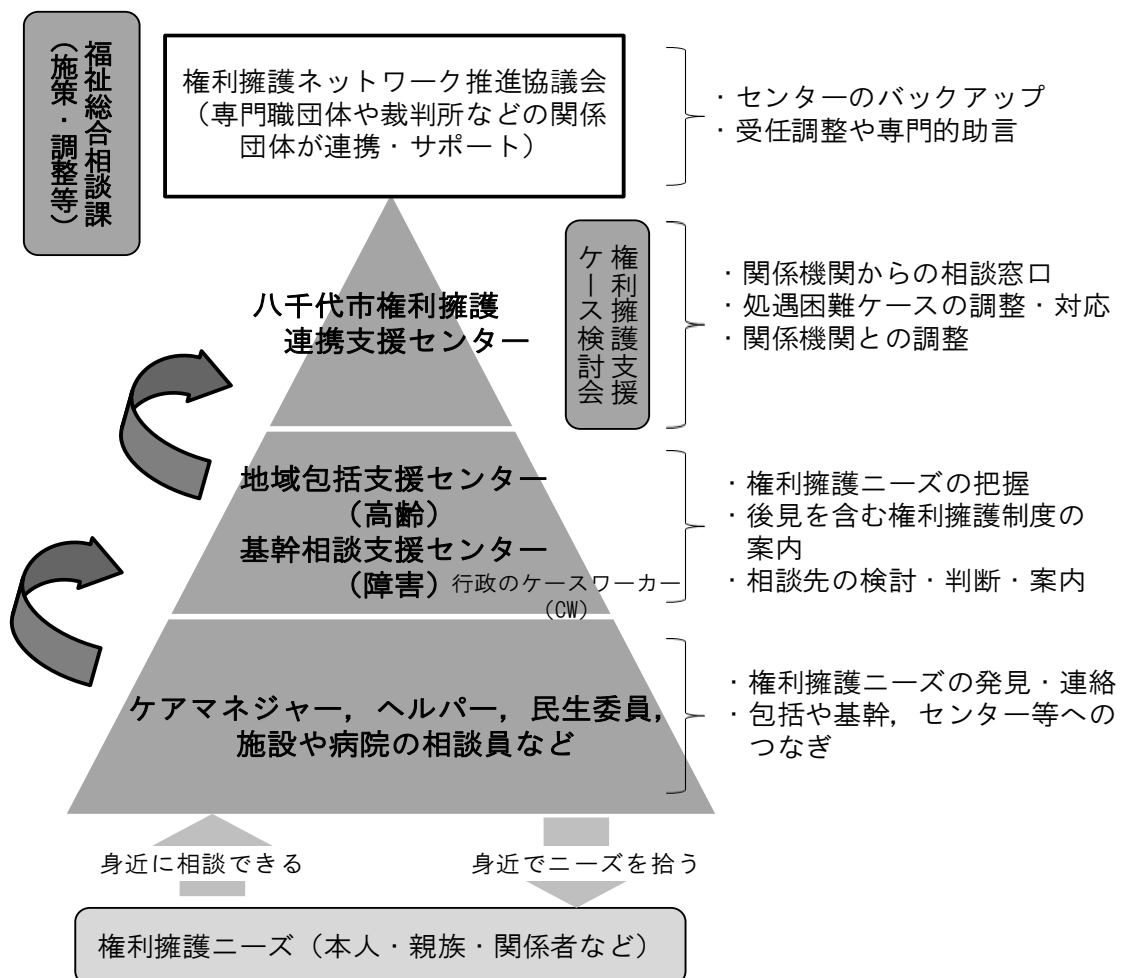 福祉総合相談課
（施策・調整等）
権利擁護ネットワーク推進協議会
（専門職団体や裁判所などの関係
団体が連携・サポート）
・センターのバックアップ
・受任調整や専門的助言
八千代市権利擁護
連携支援センター
権利擁護支援
ケース検討会
・関係機関からの相談窓口
・処遇困難ケースの調整・対応
・関係機関との調整
地域包括支援センター
（高齢）
基幹相談支援センター
（障害）
行政のケースワーカー
（CW）
・権利擁護ニーズの把握
・後見を含む権利擁護制度の
案内
・相談先の検討・判断・案内
ケアマネジャー，ヘルパー，民生委員，
施設や病院の相談員など
・権利擁護ニーズの発見・連絡
・包括や基幹，センター等への
つなぎ
身近に相談できる
身近でニーズを拾う
権利擁護ニーズ（本人・親族・関係者など）